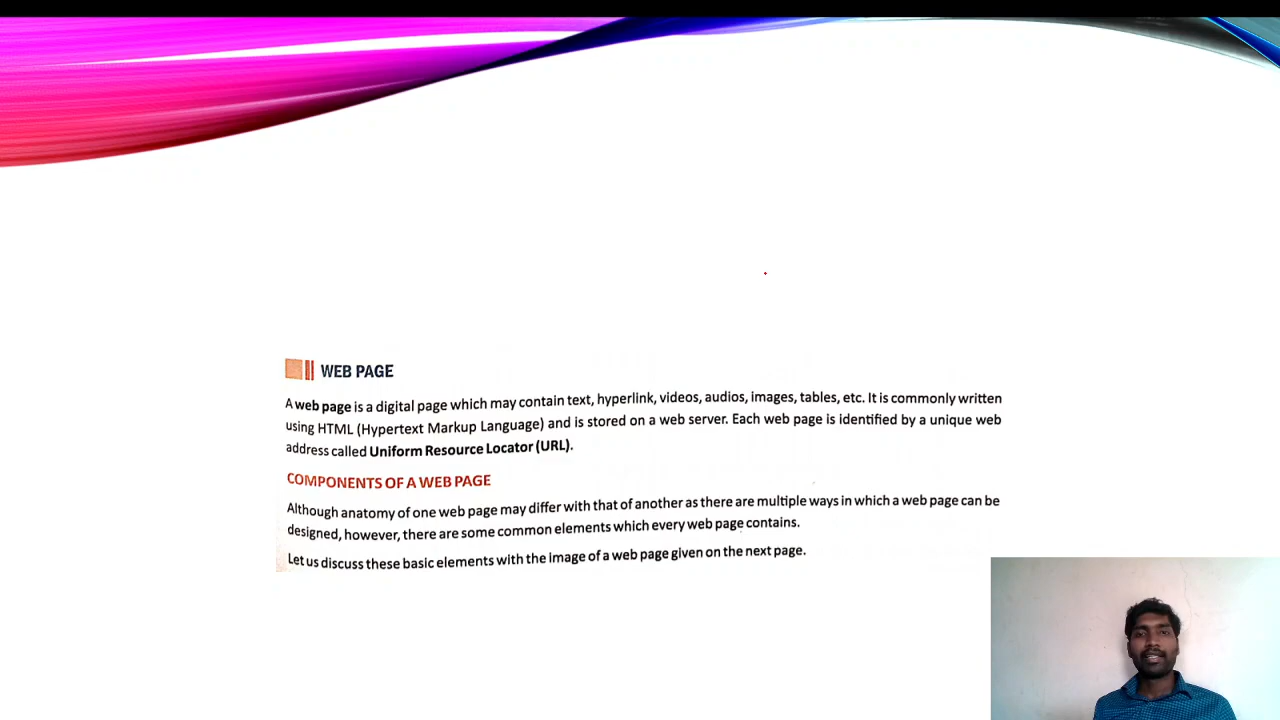 WEB PAGE
A web page is a digital page which may contain text, hyperlink, videos, audios, images, tables, etc. It is commonly written
using HTML (Hypertext Markup Language) and is stored on a web server. Each web page is identified by a unique web
address called Uniform Resource Locator (URL).
COMPONENTS OF A WEB PAGE
Although anatomy of one web page may differ with that of another as there are multiple ways in which a web page can be
designed, however, there are some common elements which every web page contains.
Let us discuss these basic elements with the image of a web page given on the next page.